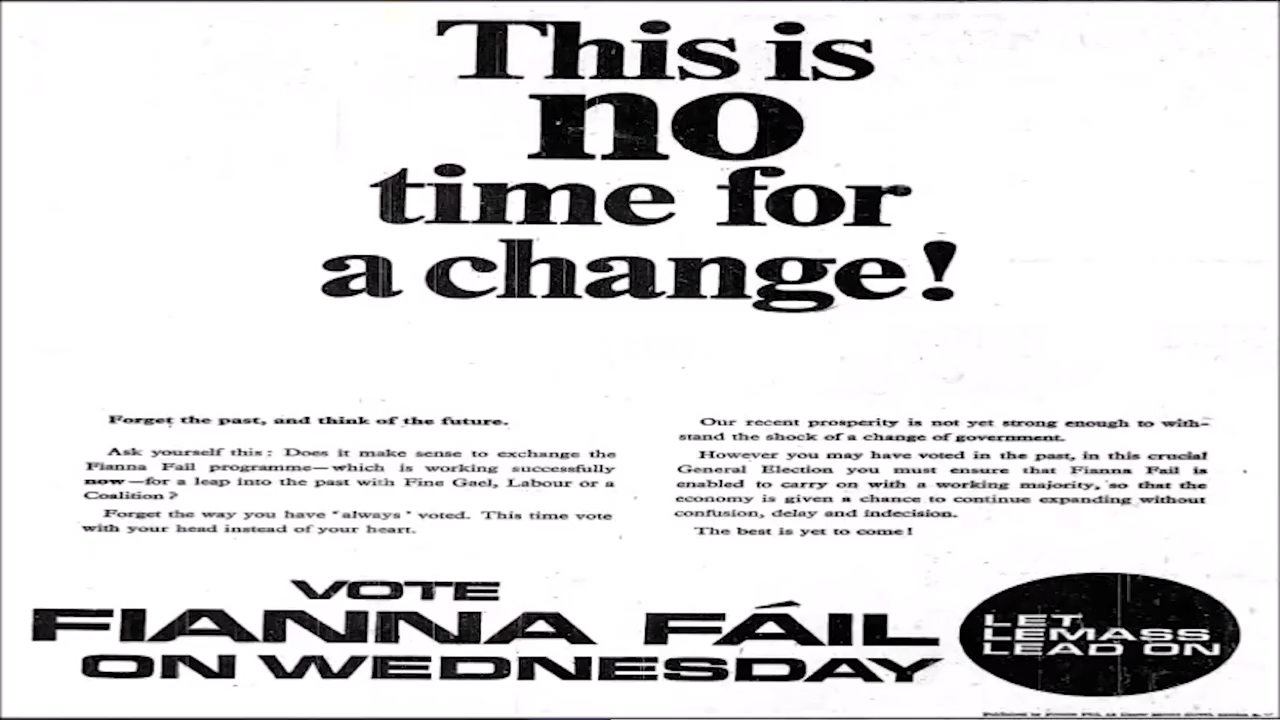 This is
no
time for
a change!
Forget the past, and think of the future.
Ask yourself this: Does it make sense to exchange the
Fianna Fail programme—which is working successfully
now—for a leap into the past with Fine Gael, Labour or a
Coalition?
Forget the way you have 'always' voted. This time vote
with your head instead of your heart.
Our recent prosperity is not yet strong enough to with-
stand the shock of a change of government.
However you may have voted in the past, in this crucial
General Election you must ensure that Fianna Fail is
enabled to carry on with a working majority, so that the
economy is given a chance to continue expanding without
confusion, delay and indecision.
The best is yet to come!
VOTE
FIANNA FÁIL
ON WEDNESDAY
LET
LEMASS
LEAD ON